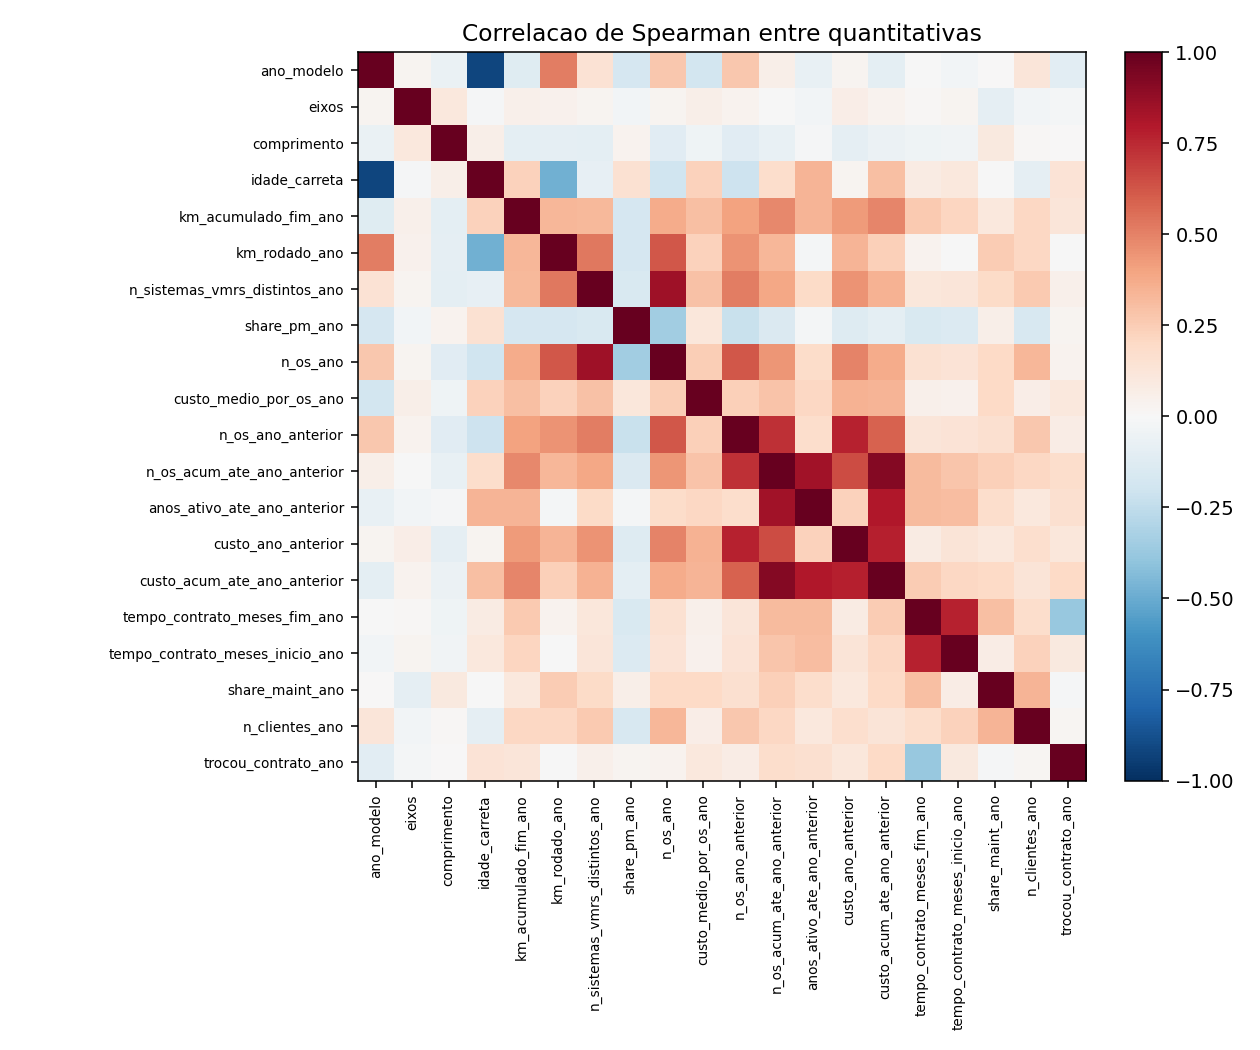 Correlacao de Spearman entre quantitativas
ano_modelo
eixos
comprimento
idade_carreta
km_acumulado_fim_ano
km_rodado_ano
n_sistemas_vmrs_distintos_ano
share_pm_ano
n_os_ano
custo_medio_por_os_ano
n_os_ano_anterior
n_os_acum_ate_ano_anterior
anos_ativo_ate_ano_anterior
custo_ano_anterior
custo_acum_ate_ano_anterior
tempo_contrato_meses_fim_ano
tempo_contrato_meses_inicio_ano
share_maint_ano
n_clientes_ano
trocou_contrato_ano
ano_modelo
eixos
comprimento
idade_carreta
km_acumulado_fim_ano
km_rodado_ano
n_sistemas_vmrs_distintos_ano
share_pm_ano
n_os_ano
custo_medio_por_os_ano
n_os_ano_anterior
n_os_acum_ate_ano_anterior
anos_ativo_ate_ano_anterior
custo_ano_anterior
custo_acum_ate_ano_anterior
tempo_contrato_meses_fim_ano
tempo_contrato_meses_inicio_ano
share_maint_ano
n_clientes_ano
trocou_contrato_ano
1.00
0.75
0.50
0.25
0.00
−0.25
−0.50
−0.75
−1.00